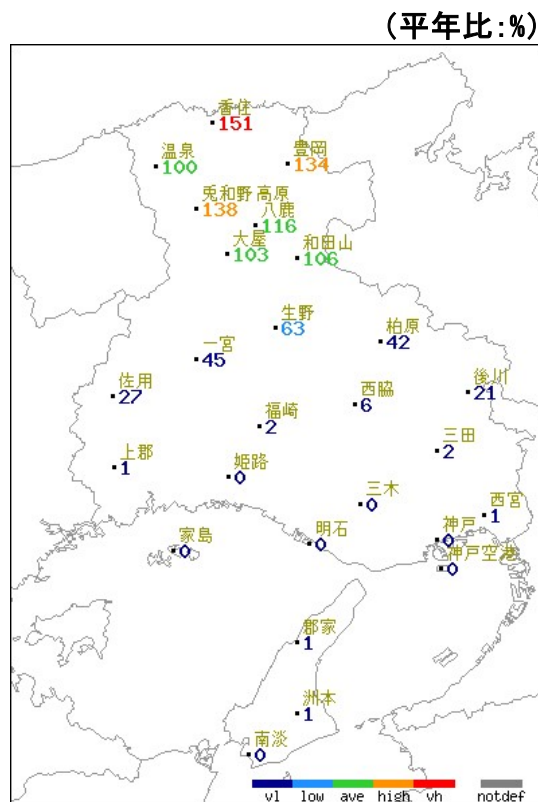 (平年比:%)
香住
151
温泉
100
豊岡
134
兎和野高原
138
八鹿
116
大屋
103
和田山
106
生野
63
柏原
42
一宮
45
後川
21
佐用
27
西脇
6
福崎
2
三田
2
上郡
1
姫路
0
三木
0
西宮
1
家島
0
明石
0
神戸
0
神戸空港
0
郡家
1
洲本
1
南淡
0
vl low ave high vh notdef